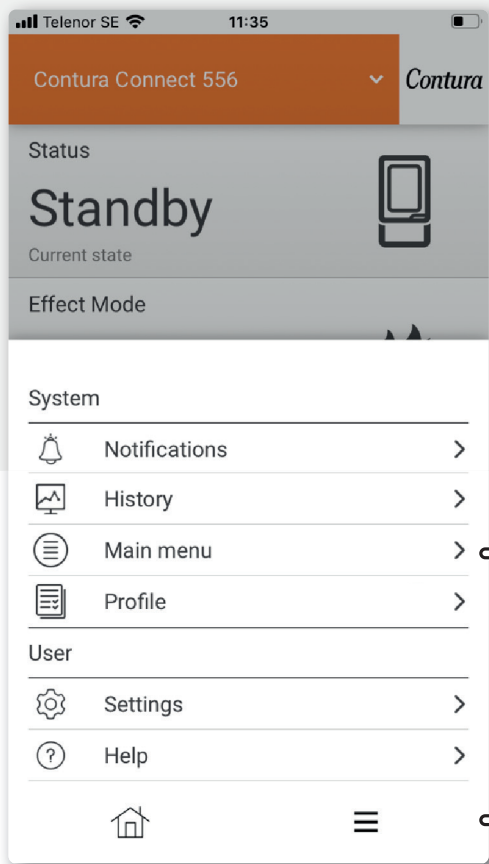 Telenor SE 11:35
Contura Connect 556 Contura
Status
Standby
Current state
Effect Mode
System
Notifications
History
Main menu
Profile
User
Settings
? Help